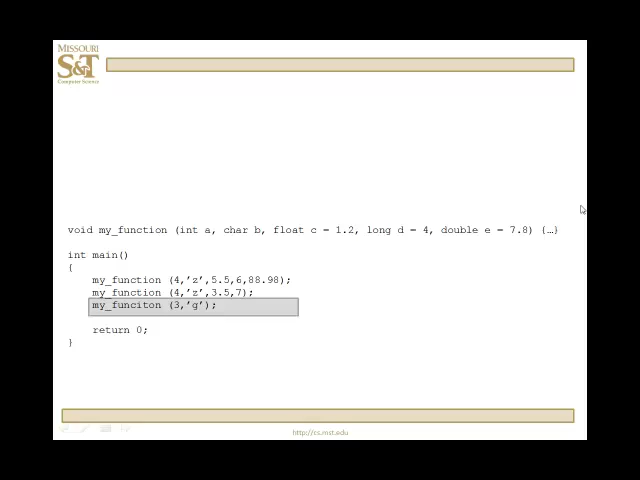 MISSOURI
S&T
Computer Science
void my_function (int a, char b, float c = 1.2, long d = 4, double e = 7.8) {…}
int main()
{
my_function (4,’z’,5.5,6,88.98);
my_function (4,’z’,3.5,7);
my_funciton (3,’g’);
return 0;
}
http://cs.mst.edu